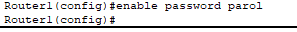 Router1(config)#enable password parol
Router1(config)#